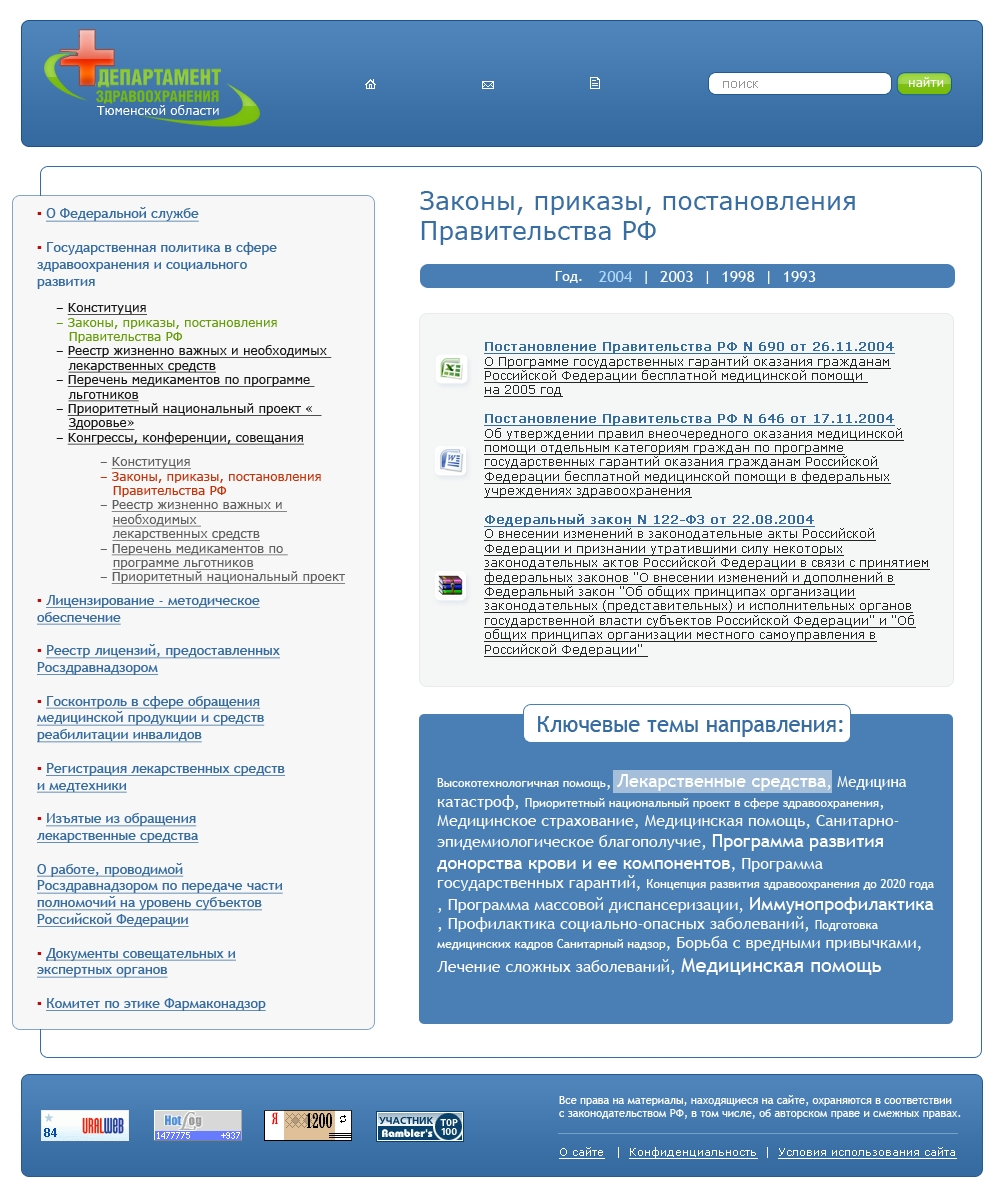 ДЕПАРТАМЕНТ
ЗДРАВООХРАНЕНИЯ
Тюменской области
поиск
найти
О Федеральной службе
Государственная политика в сфере
здравоохранения и социального
развития
– Конституция
– Законы, приказы, постановления
Правительства РФ
– Реестр жизненно важных и необходимых
лекарственных средств
– Перечень медикаментов по программе
льготников
– Приоритетный национальный проект «
Здоровье»
– Конгрессы, конференции, совещания
– Конституция
– Законы, приказы, постановления
Правительства РФ
– Реестр жизненно важных и
необходимых
лекарственных средств
– Перечень медикаментов по
программе льготников
– Приоритетный национальный проект
Лицензирование - методическое
обеспечение
Реестр лицензий, предоставленных
Росздравнадзором
Госконтроль в сфере обращения
медицинской продукции и средств
реабилитации инвалидов
Регистрация лекарственных средств
и медтехники
Изъятые из обращения
лекарственные средства
О работе, проводимой
Росздравнадзором по передаче части
полномочий на уровень субъектов
Российской Федерации
Документы совещательных и
экспертных органов
Комитет по этике Фармаконадзор
Законы, приказы, постановления
Правительства РФ
Год. 2004 | 2003 | 1998 | 1993
Постановление Правительства РФ N 690 от 26.11.2004
О Программе государственных гарантий оказания гражданам
Российской Федерации бесплатной медицинской помощи
на 2005 год
Постановление Правительства РФ N 646 от 17.11.2004
Об утверждении правил внеочередного оказания медицинской
помощи отдельным категориям граждан по программе
государственных гарантий оказания гражданам Российской
Федерации бесплатной медицинской помощи в федеральных
учреждениях здравоохранения
Федеральный закон N 122-ФЗ от 22.08.2004
О внесении изменений в законодательные акты Российской
Федерации и признании утратившими силу некоторых
законодательных актов Российской Федерации в связи с принятием
федеральных законов "О внесении изменений и дополнений в
Федеральный закон "Об общих принципах организации
законодательных (представительных) и исполнительных органов
государственной власти субъектов Российской Федерации" и "Об
общих принципах организации местного самоуправления в
Российской Федерации"
Ключевые темы направления:
Высокотехнологичная помощь, Лекарственные средства, Медицина
катастроф, Приоритетный национальный проект в сфере здравоохранения,
Медицинское страхование, Медицинская помощь, Санитарно-
эпидемиологическое благополучие, Программа развития
донорства крови и ее компонентов, Программа
государственных гарантий, Концепция развития здравоохранения до 2020 года
, Программа массовой диспансеризации, Иммунопрофилактика
, Профилактика социально-опасных заболеваний, Подготовка
медицинских кадров Санитарный надзор, Борьба с вредными привычками,
Лечение сложных заболеваний, Медицинская помощь
84 URALWEB
HotLog
1477775 +937
Я 1200
УЧАСТНИК
Rambler's
TOP
100
Все права на материалы, находящиеся на сайте, охраняются в соответствии
с законодательством РФ, в том числе, об авторском праве и смежных правах.
О сайте | Конфиденциальность | Условия использования сайта